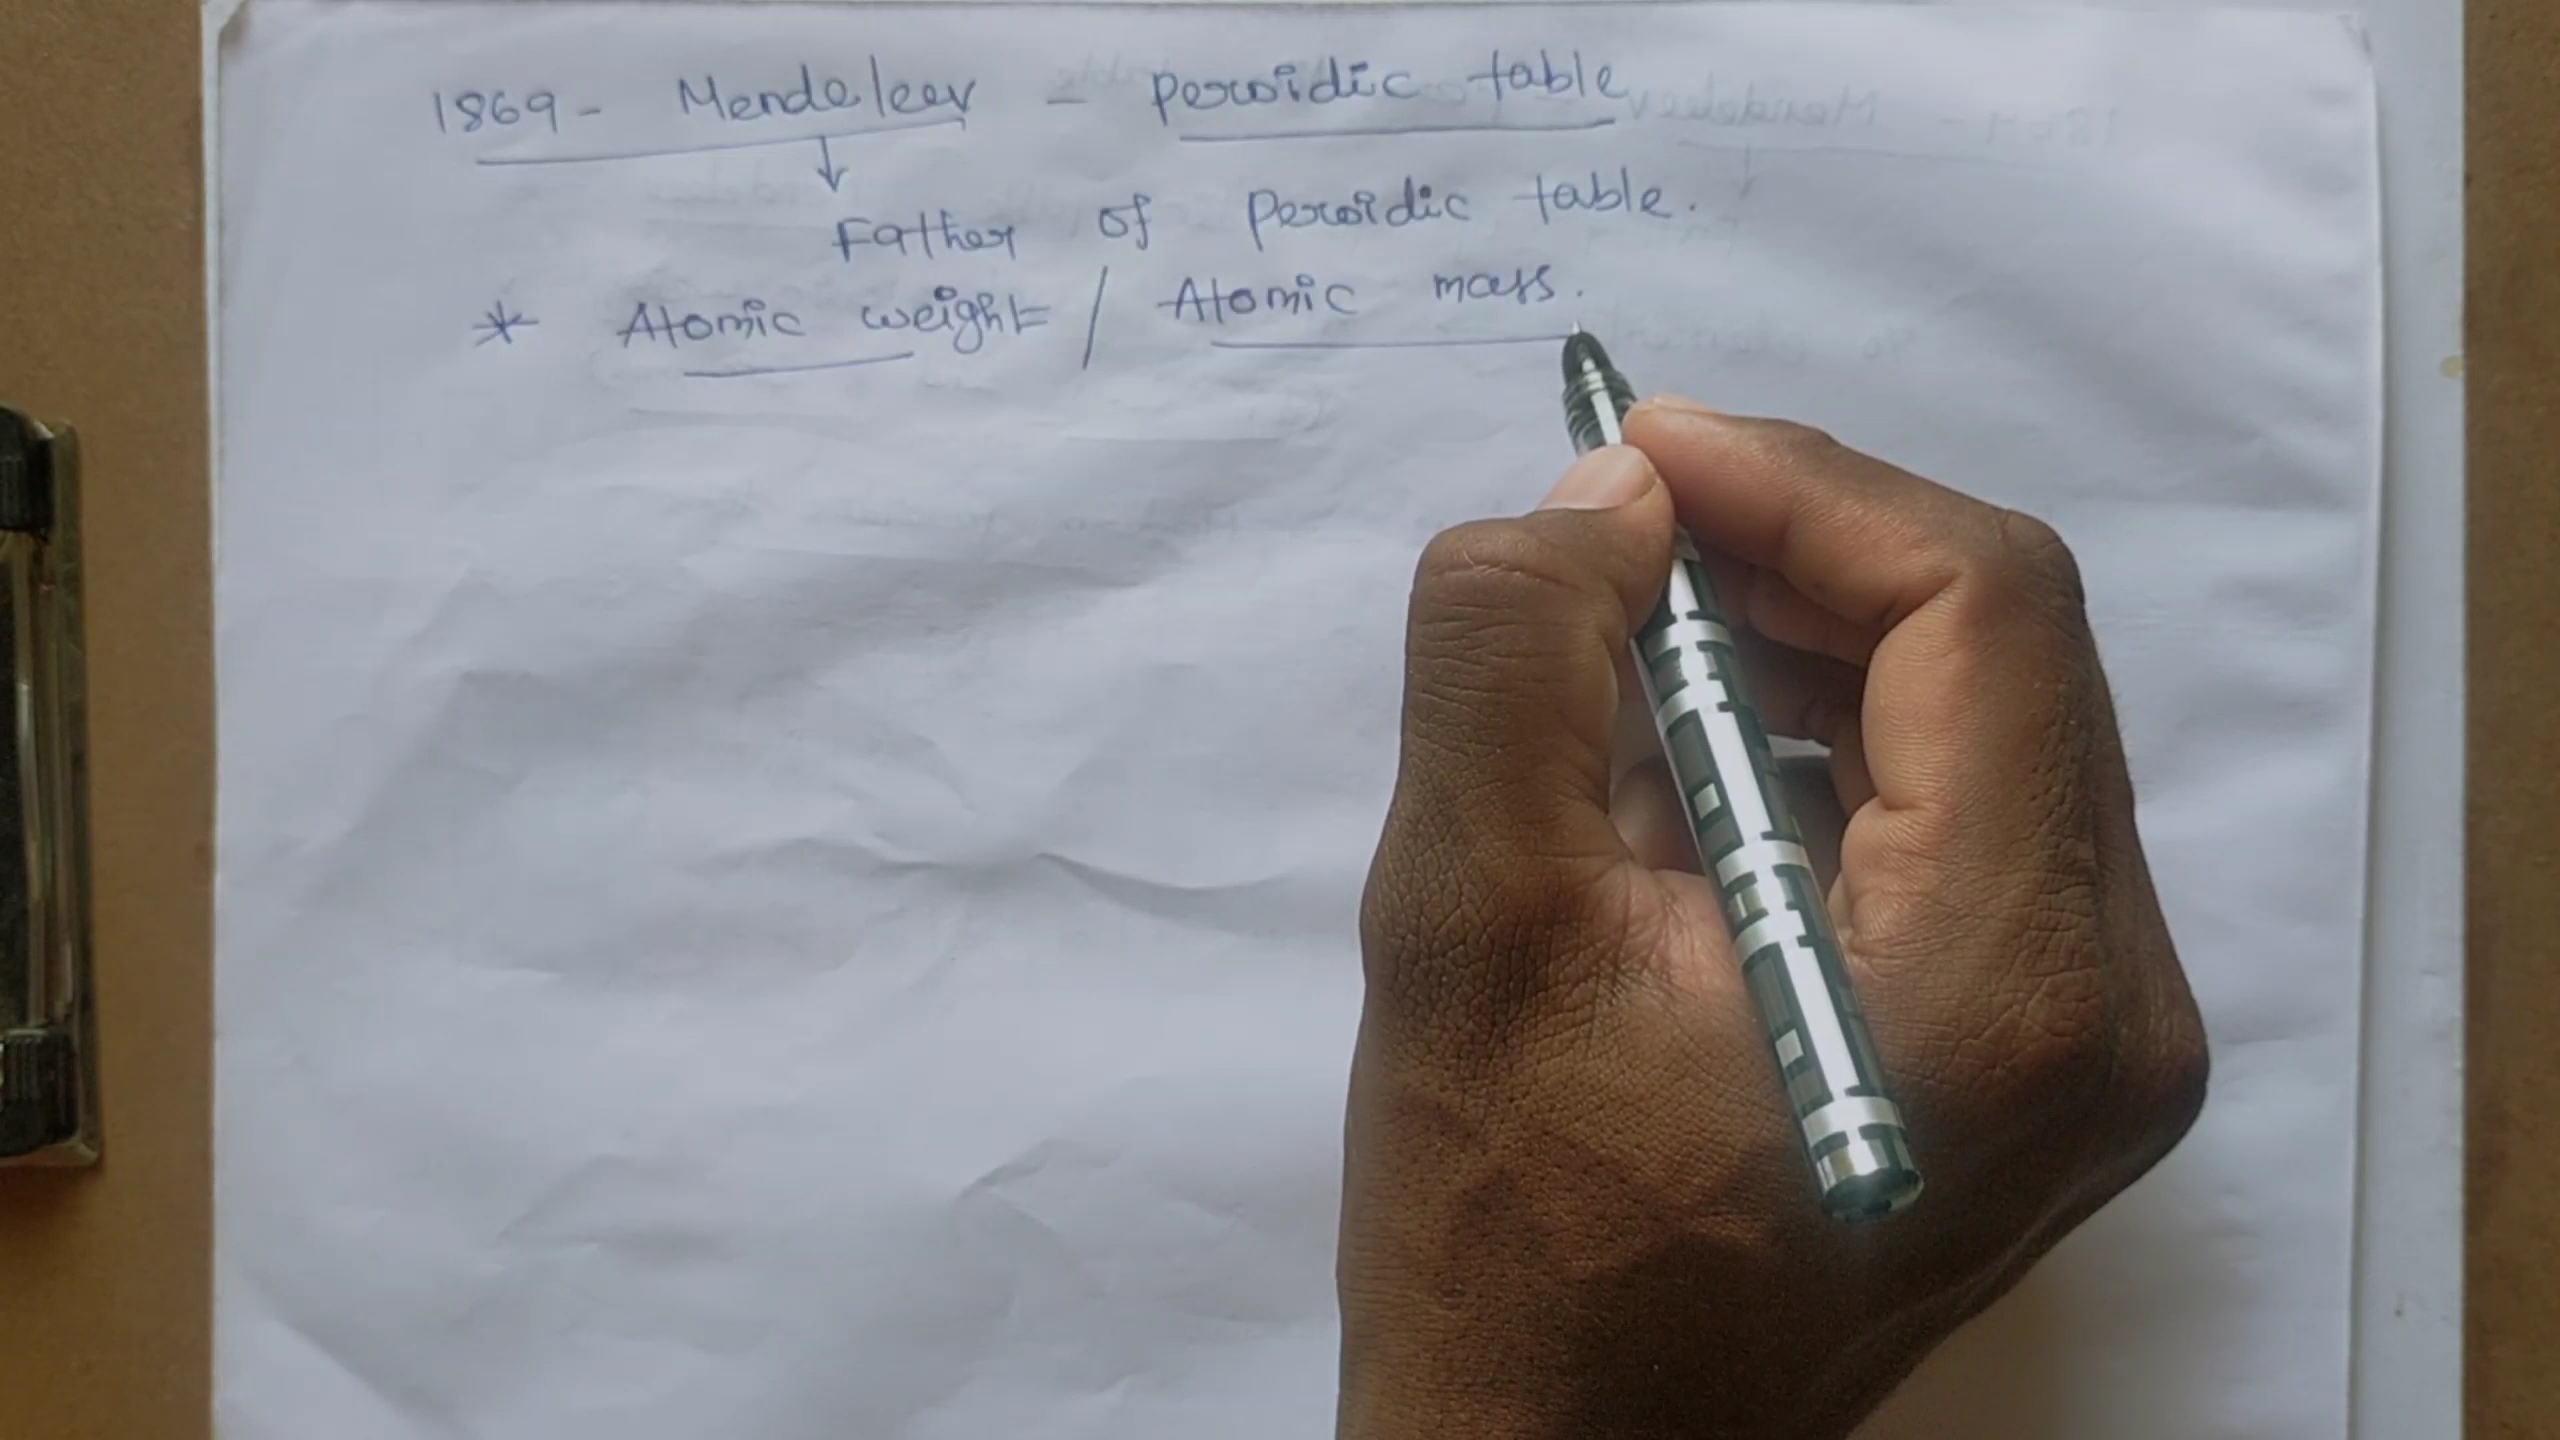 1869 - Mendeleev - Peroidic table
Father of Peroidic table.
* Atomic weight / Atomic mass.